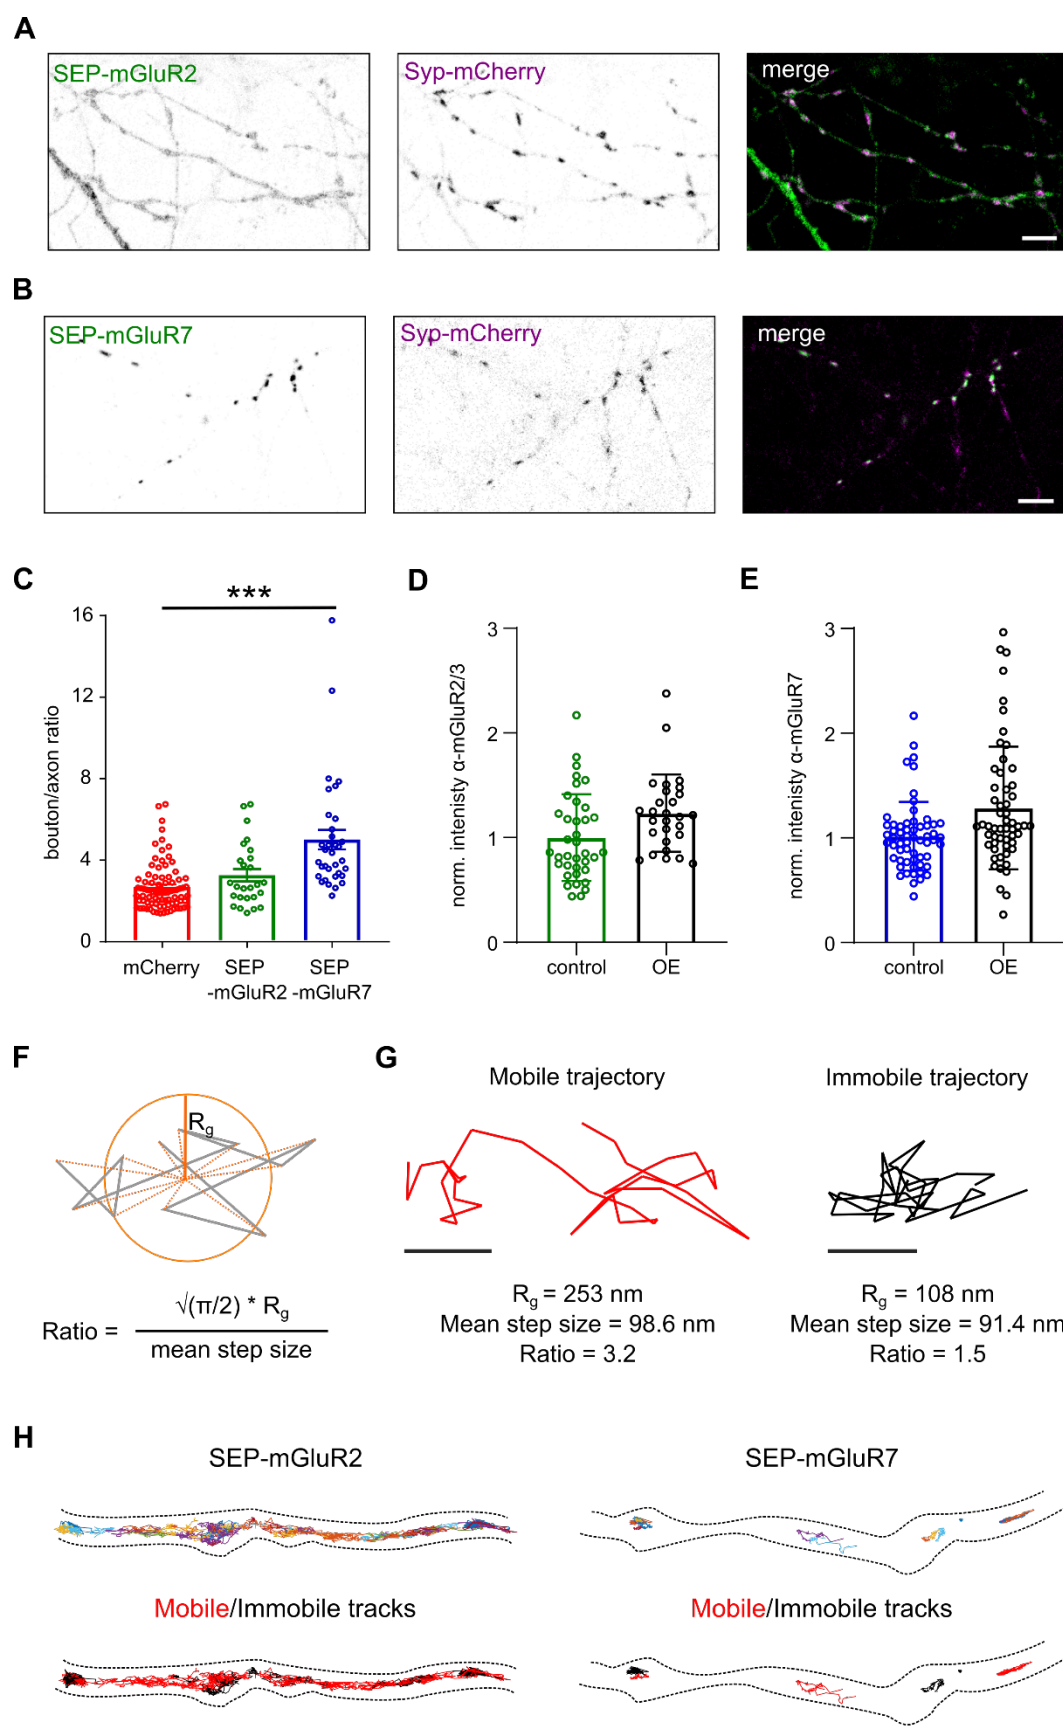 A
SEP-mGluR2
Syp-mCherry
merge
B
SEP-mGluR7
Syp-mCherry
merge
C
D
E
***
16
12
8
4
0
bouton/axon ratio
mCherry
SEP
-mGluR2
SEP
-mGluR7
3
2
1
0
norm. intenisty α-mGluR2/3
control
OE
3
2
1
0
norm. intenisty α-mGluR7
control
OE
F
Rg
Ratio = √(π/2) * Rg
mean step size
G
Mobile trajectory
Rg = 253 nm
Mean step size = 98.6 nm
Ratio = 3.2
Immobile trajectory
Rg = 108 nm
Mean step size = 91.4 nm
Ratio = 1.5
H
SEP-mGluR2
SEP-mGluR7
Mobile/Immobile tracks
Mobile/Immobile tracks